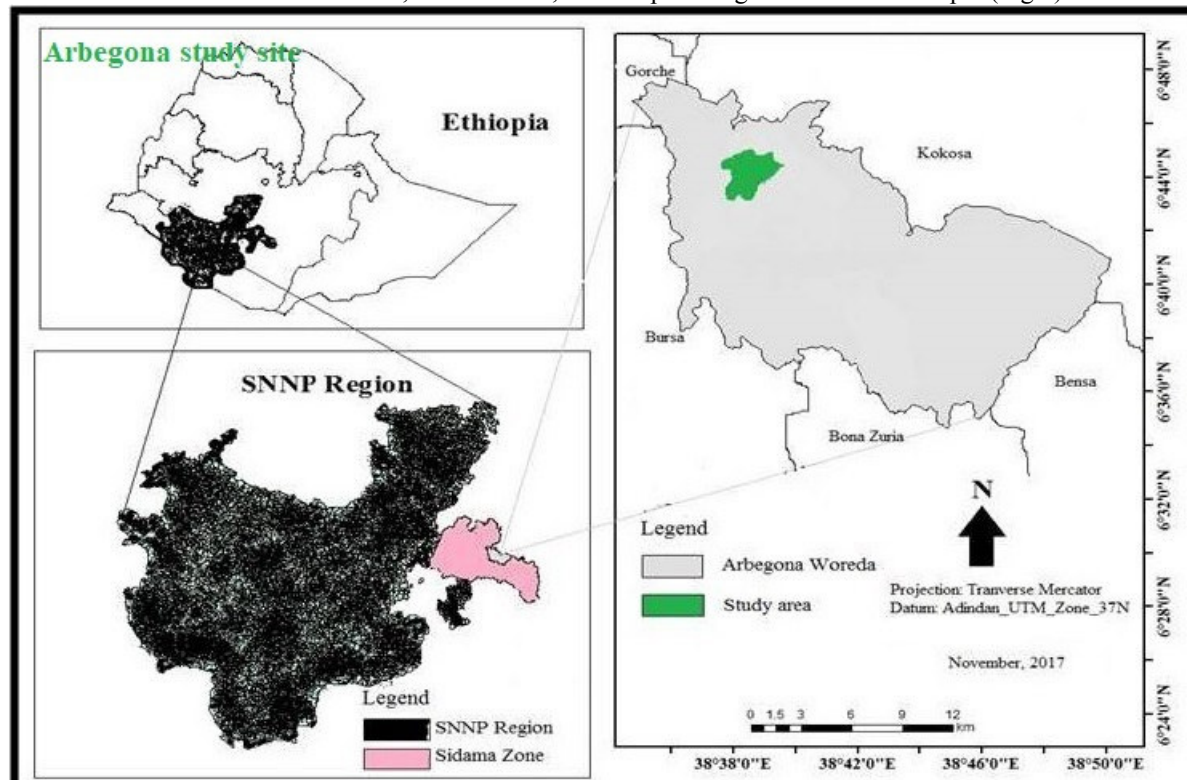 Arbegona study site
Ethiopia
SNNP Region
Legend
SNNP Region
Sidama Zone
Gorche
Kokosa
Bursa
Bensa
Bona Zuria
N
Legend
Arbegona Woreda
Study area
Projection: Tranverse Mercator
Datum: Adindan_UTM_Zone_37N
November, 2017
0 1.5 3 6 9 12
km
6°48'0"N
6°44'0"N
6°40'0"N
6°36'0"N
6°32'0"N
6°28'0"N
6°24'0"N
38°38'0"E 38°42'0"E 38°46'0"E 38°50'0"E